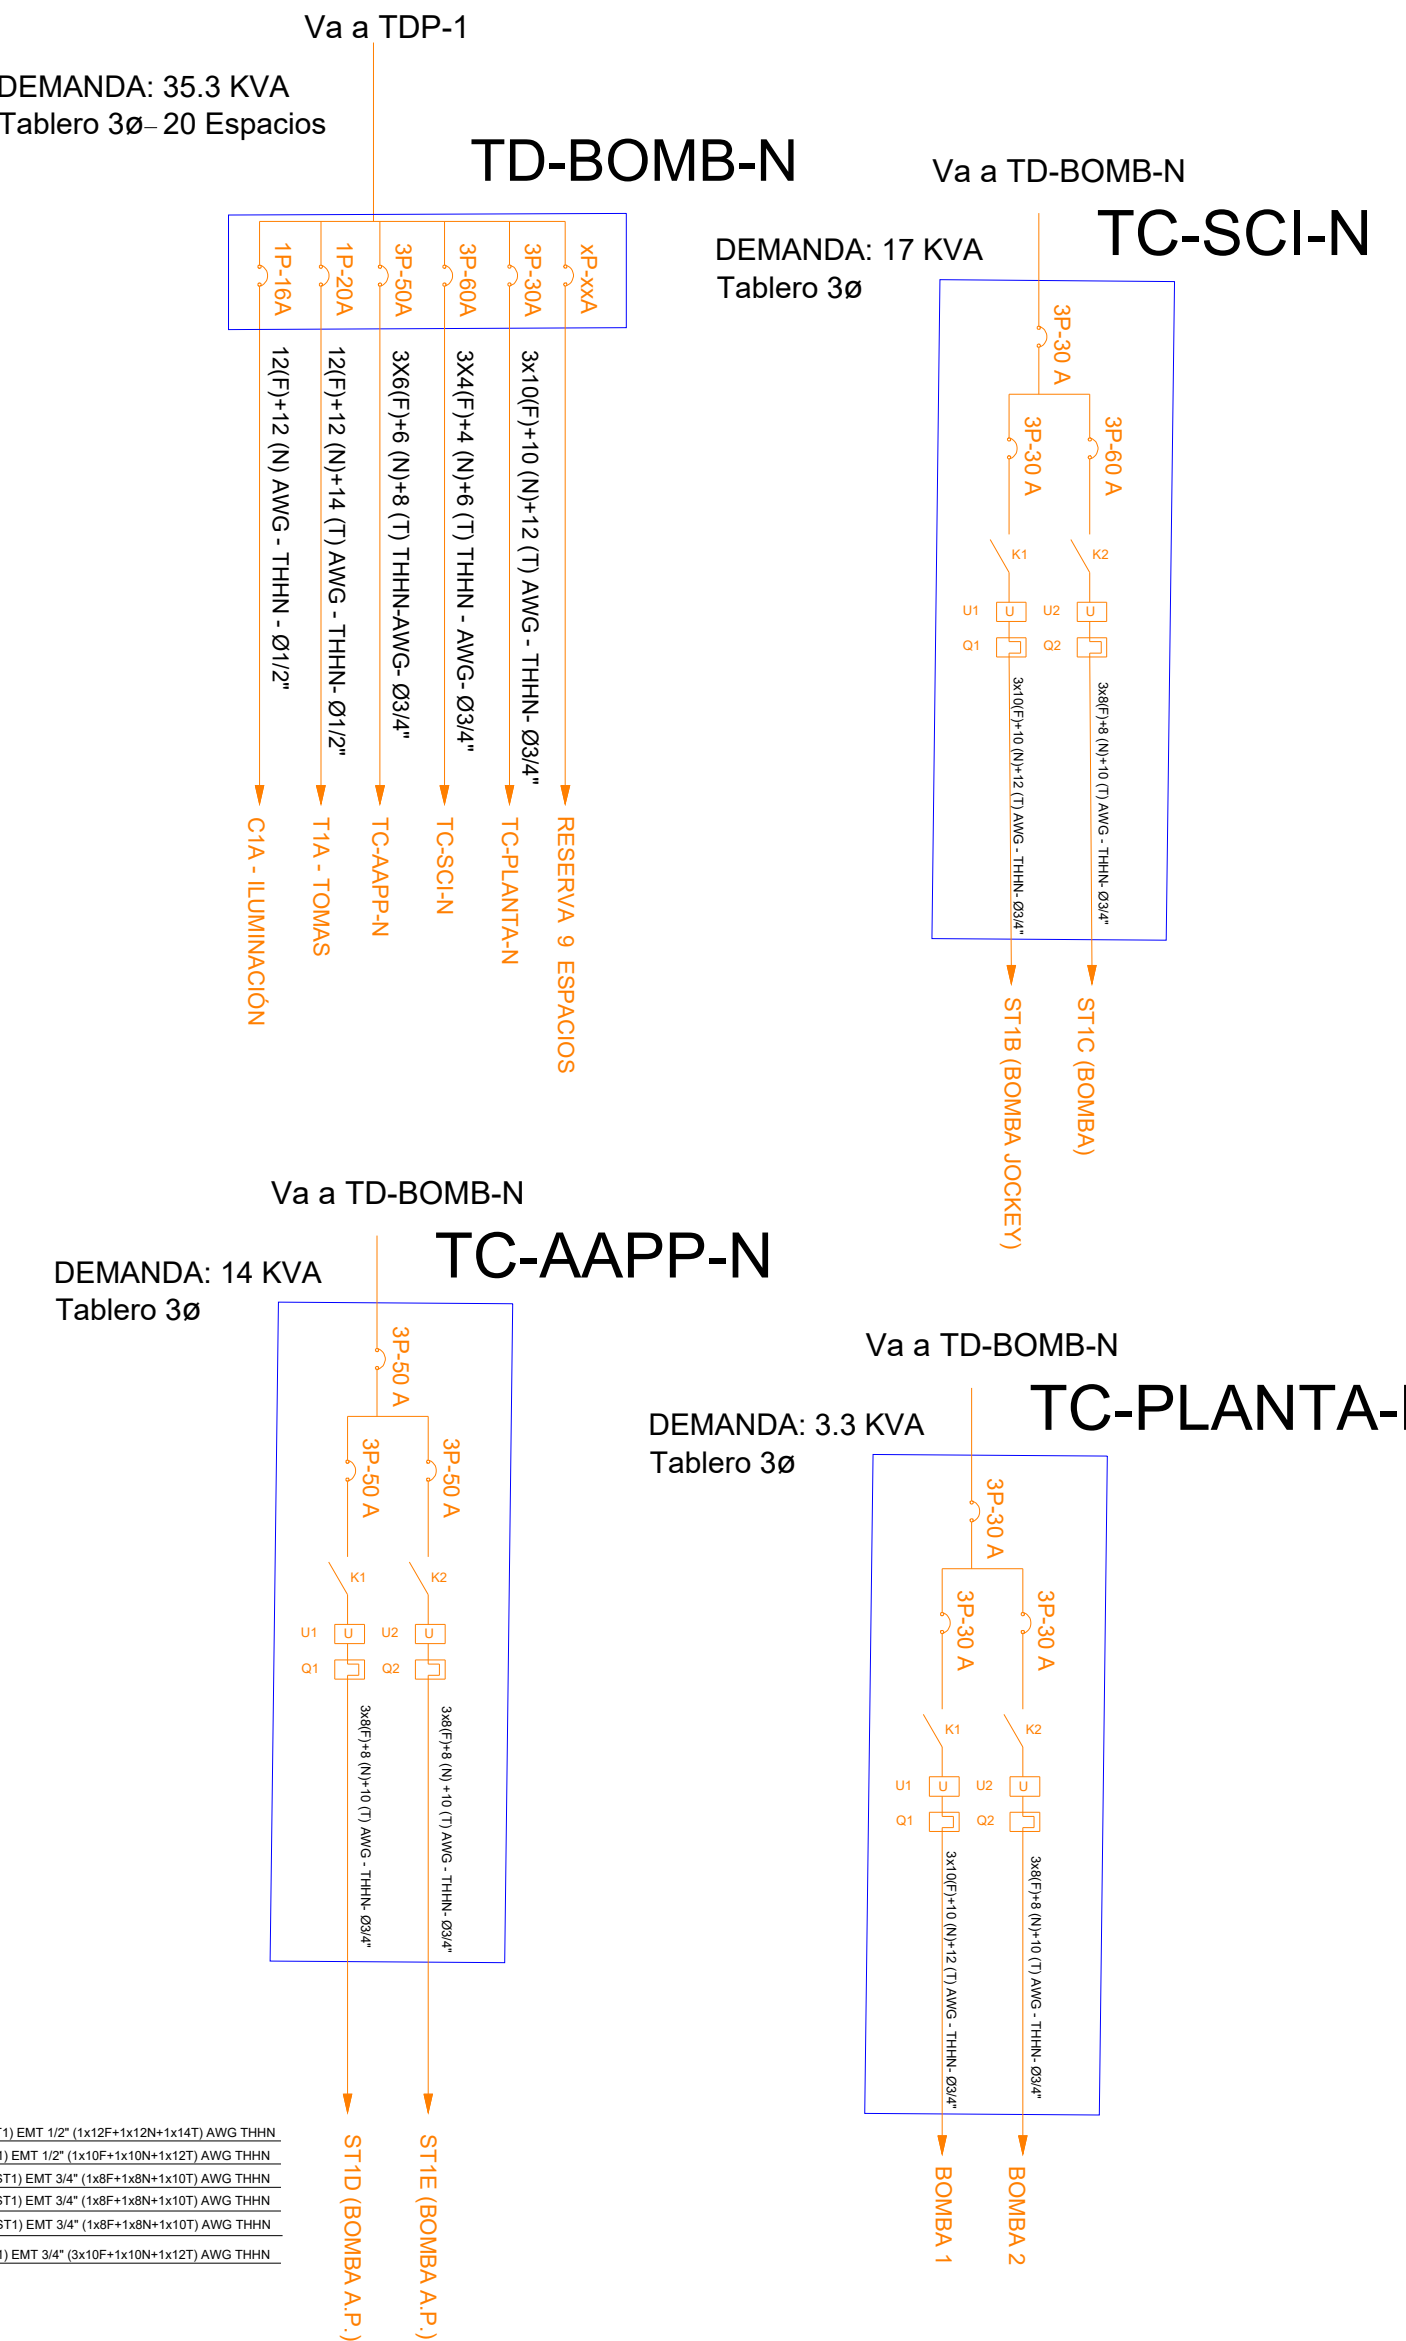 Va a TDP-1
DEMANDA: 35.3 KVA
Tablero 3ø– 20 Espacios
TD-BOMB-N
1P-16A
1P-20A
3P-50A
3P-60A
3P-30A
xP-xxA
12(F)+12 (N) AWG - THHN - Ø1/2"
12(F)+12 (N)+14 (T) AWG - THHN- Ø1/2"
3X6(F)+6 (N)+8 (T) THHN-AWG- Ø3/4"
3X4(F)+4 (N)+6 (T) THHN - AWG- Ø3/4"
3x10(F)+10 (N)+12 (T) AWG - THHN- Ø3/4"
C1A - ILUMINACIÓN
T1A - TOMAS
TC-AAPP-N
TC-SCI-N
TC-PLANTA-N
RESERVA 9 ESPACIOS
Va a TD-BOMB-N
TC-SCI-N
DEMANDA: 17 KVA
Tablero 3ø
3P-30 A
3P-30 A
3P-60 A
K1
K2
U1
U
U2
U
Q1
Q2
3x10(F)+10 (N)+12 (T) AWG - THHN- Ø3/4"
3x8(F)+8 (N)+10 (T) AWG - THHN- Ø3/4"
ST1B (BOMBA JOCKEY)
ST1C (BOMBA)
Va a TD-BOMB-N
TC-AAPP-N
DEMANDA: 14 KVA
Tablero 3ø
3P-50 A
3P-50 A
3P-50 A
K1
K2
U1
U
U2
U
Q1
Q2
3x8(F)+8 (N)+10 (T) AWG - THHN- Ø3/4"
3x8(F)+8 (N) +10 (T) AWG - THHN- Ø3/4"
ST1D (BOMBA A.P.)
ST1E (BOMBA A.P.)
Va a TD-BOMB-N
TC-PLANTA-
DEMANDA: 3.3 KVA
Tablero 3ø
3P-30 A
3P-30 A
3P-30 A
K1
K2
U1
U
U2
U
Q1
Q2
3x10(F)+10 (N)+12 (T) AWG - THHN- Ø3/4"
3x8(F)+8 (N)+10 (T) AWG - THHN- Ø3/4"
BOMBA 1
BOMBA 2
T1) EMT 1/2" (1x12F+1x12N+1x14T) AWG THHN
1) EMT 1/2" (1x10F+1x10N+1x12T) AWG THHN
ST1) EMT 3/4" (1x8F+1x8N+1x10T) AWG THHN
ST1) EMT 3/4" (1x8F+1x8N+1x10T) AWG THHN
ST1) EMT 3/4" (1x8F+1x8N+1x10T) AWG THHN
1) EMT 3/4" (3x10F+1x10N+1x12T) AWG THHN